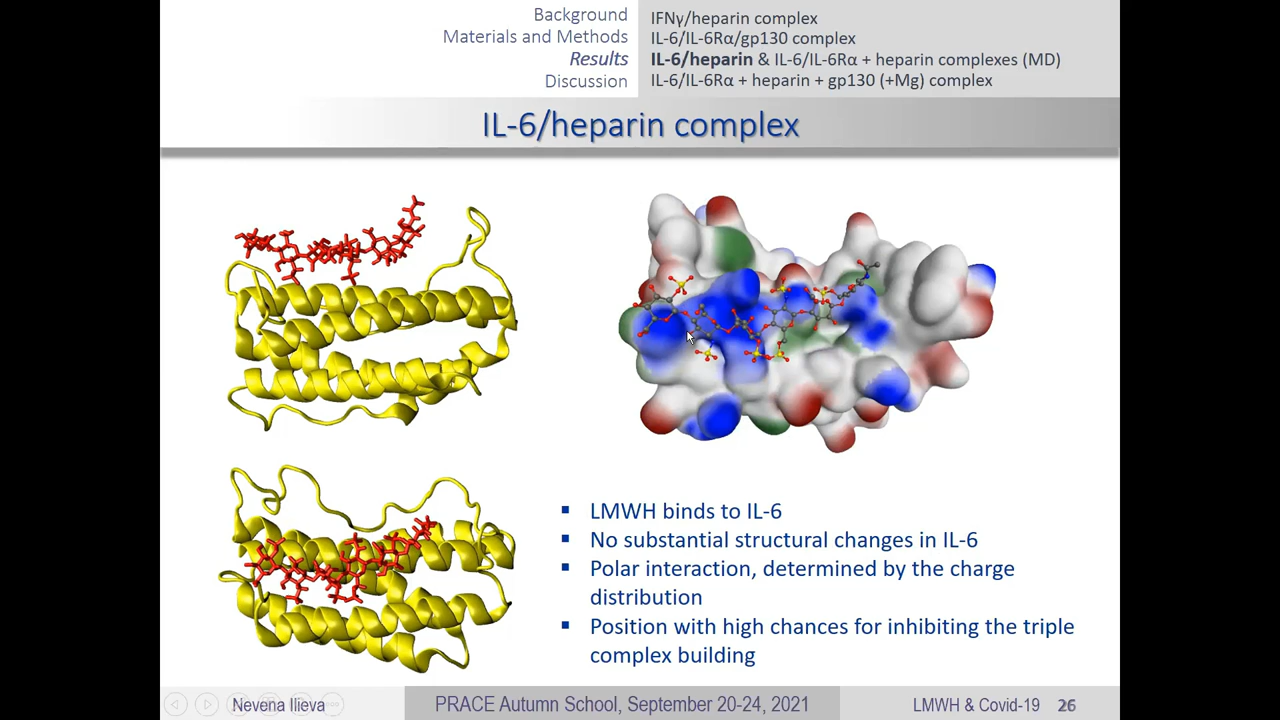 Background
Materials and Methods
Results
Discussion
IFNγ/heparin complex
IL-6/IL-6Rα/gp130 complex
IL-6/heparin & IL-6/IL-6Rα + heparin complexes (MD)
IL-6/IL-6Rα + heparin + gp130 (+Mg) complex
IL-6/heparin complex
▪ LMWH binds to IL-6
▪ No substantial structural changes in IL-6
▪ Polar interaction, determined by the charge
distribution
▪ Position with high chances for inhibiting the triple
complex building
Nevena Ilieva
PRACE Autumn School, September 20-24, 2021
LMWH & Covid-19 26